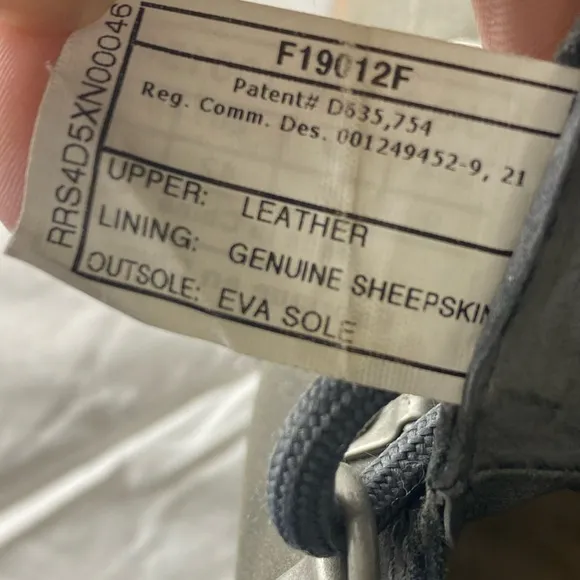 F19012F
Patent# D635,754
Reg. Comm. Des. 001249452-9, 21
UPPER: LEATHER
LINING: GENUINE SHEEPSKIN
OUTSOLE: EVA SOLE
RRS4D5XN00046